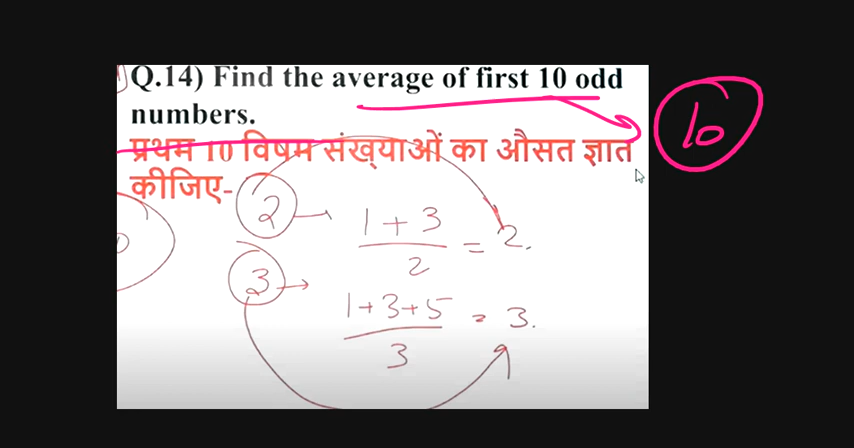 Q.14) Find the average of first 10 odd
numbers.
प्रथम 10 विषम संख्याओं का औसत ज्ञात
कीजिए-
10
2 → 1 + 3 / 2 = 2.
3 → 1+3+5 / 3 = 3.